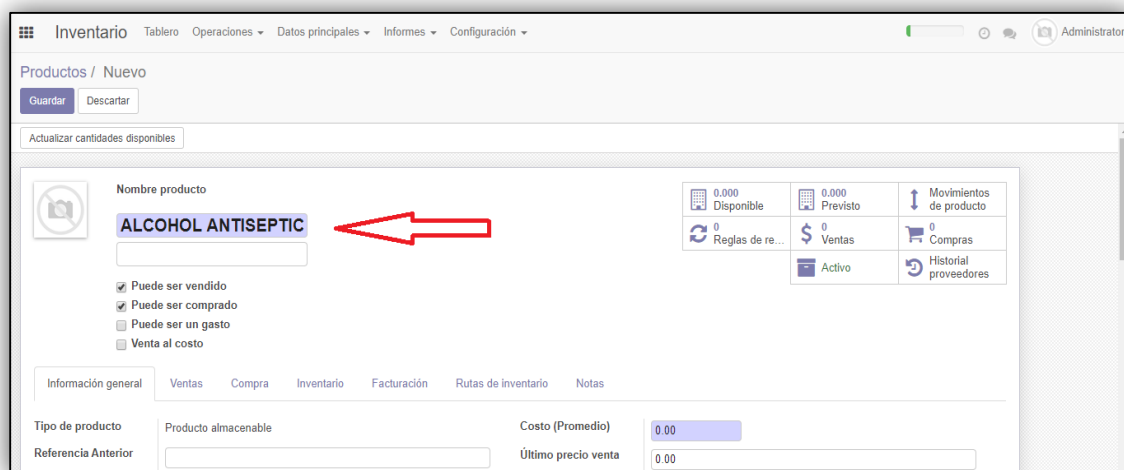 Inventario Tablero Operaciones Datos principales Informes Configuración Administrator
Productos / Nuevo
Guardar Descartar
Actualizar cantidades disponibles
Nombre producto
ALCOHOL ANTISEPTIC
0.000 Disponible
0.000 Previsto
Movimientos de producto
0 Reglas de re...
0 Ventas
0 Compras
Activo
Historial proveedores
Puede ser vendido
Puede ser comprado
Puede ser un gasto
Venta al costo
Información general Ventas Compra Inventario Facturación Rutas de inventario Notas
Tipo de producto Producto almacenable
Costo (Promedio) 0.00
Referencia Anterior
Último precio venta 0.00